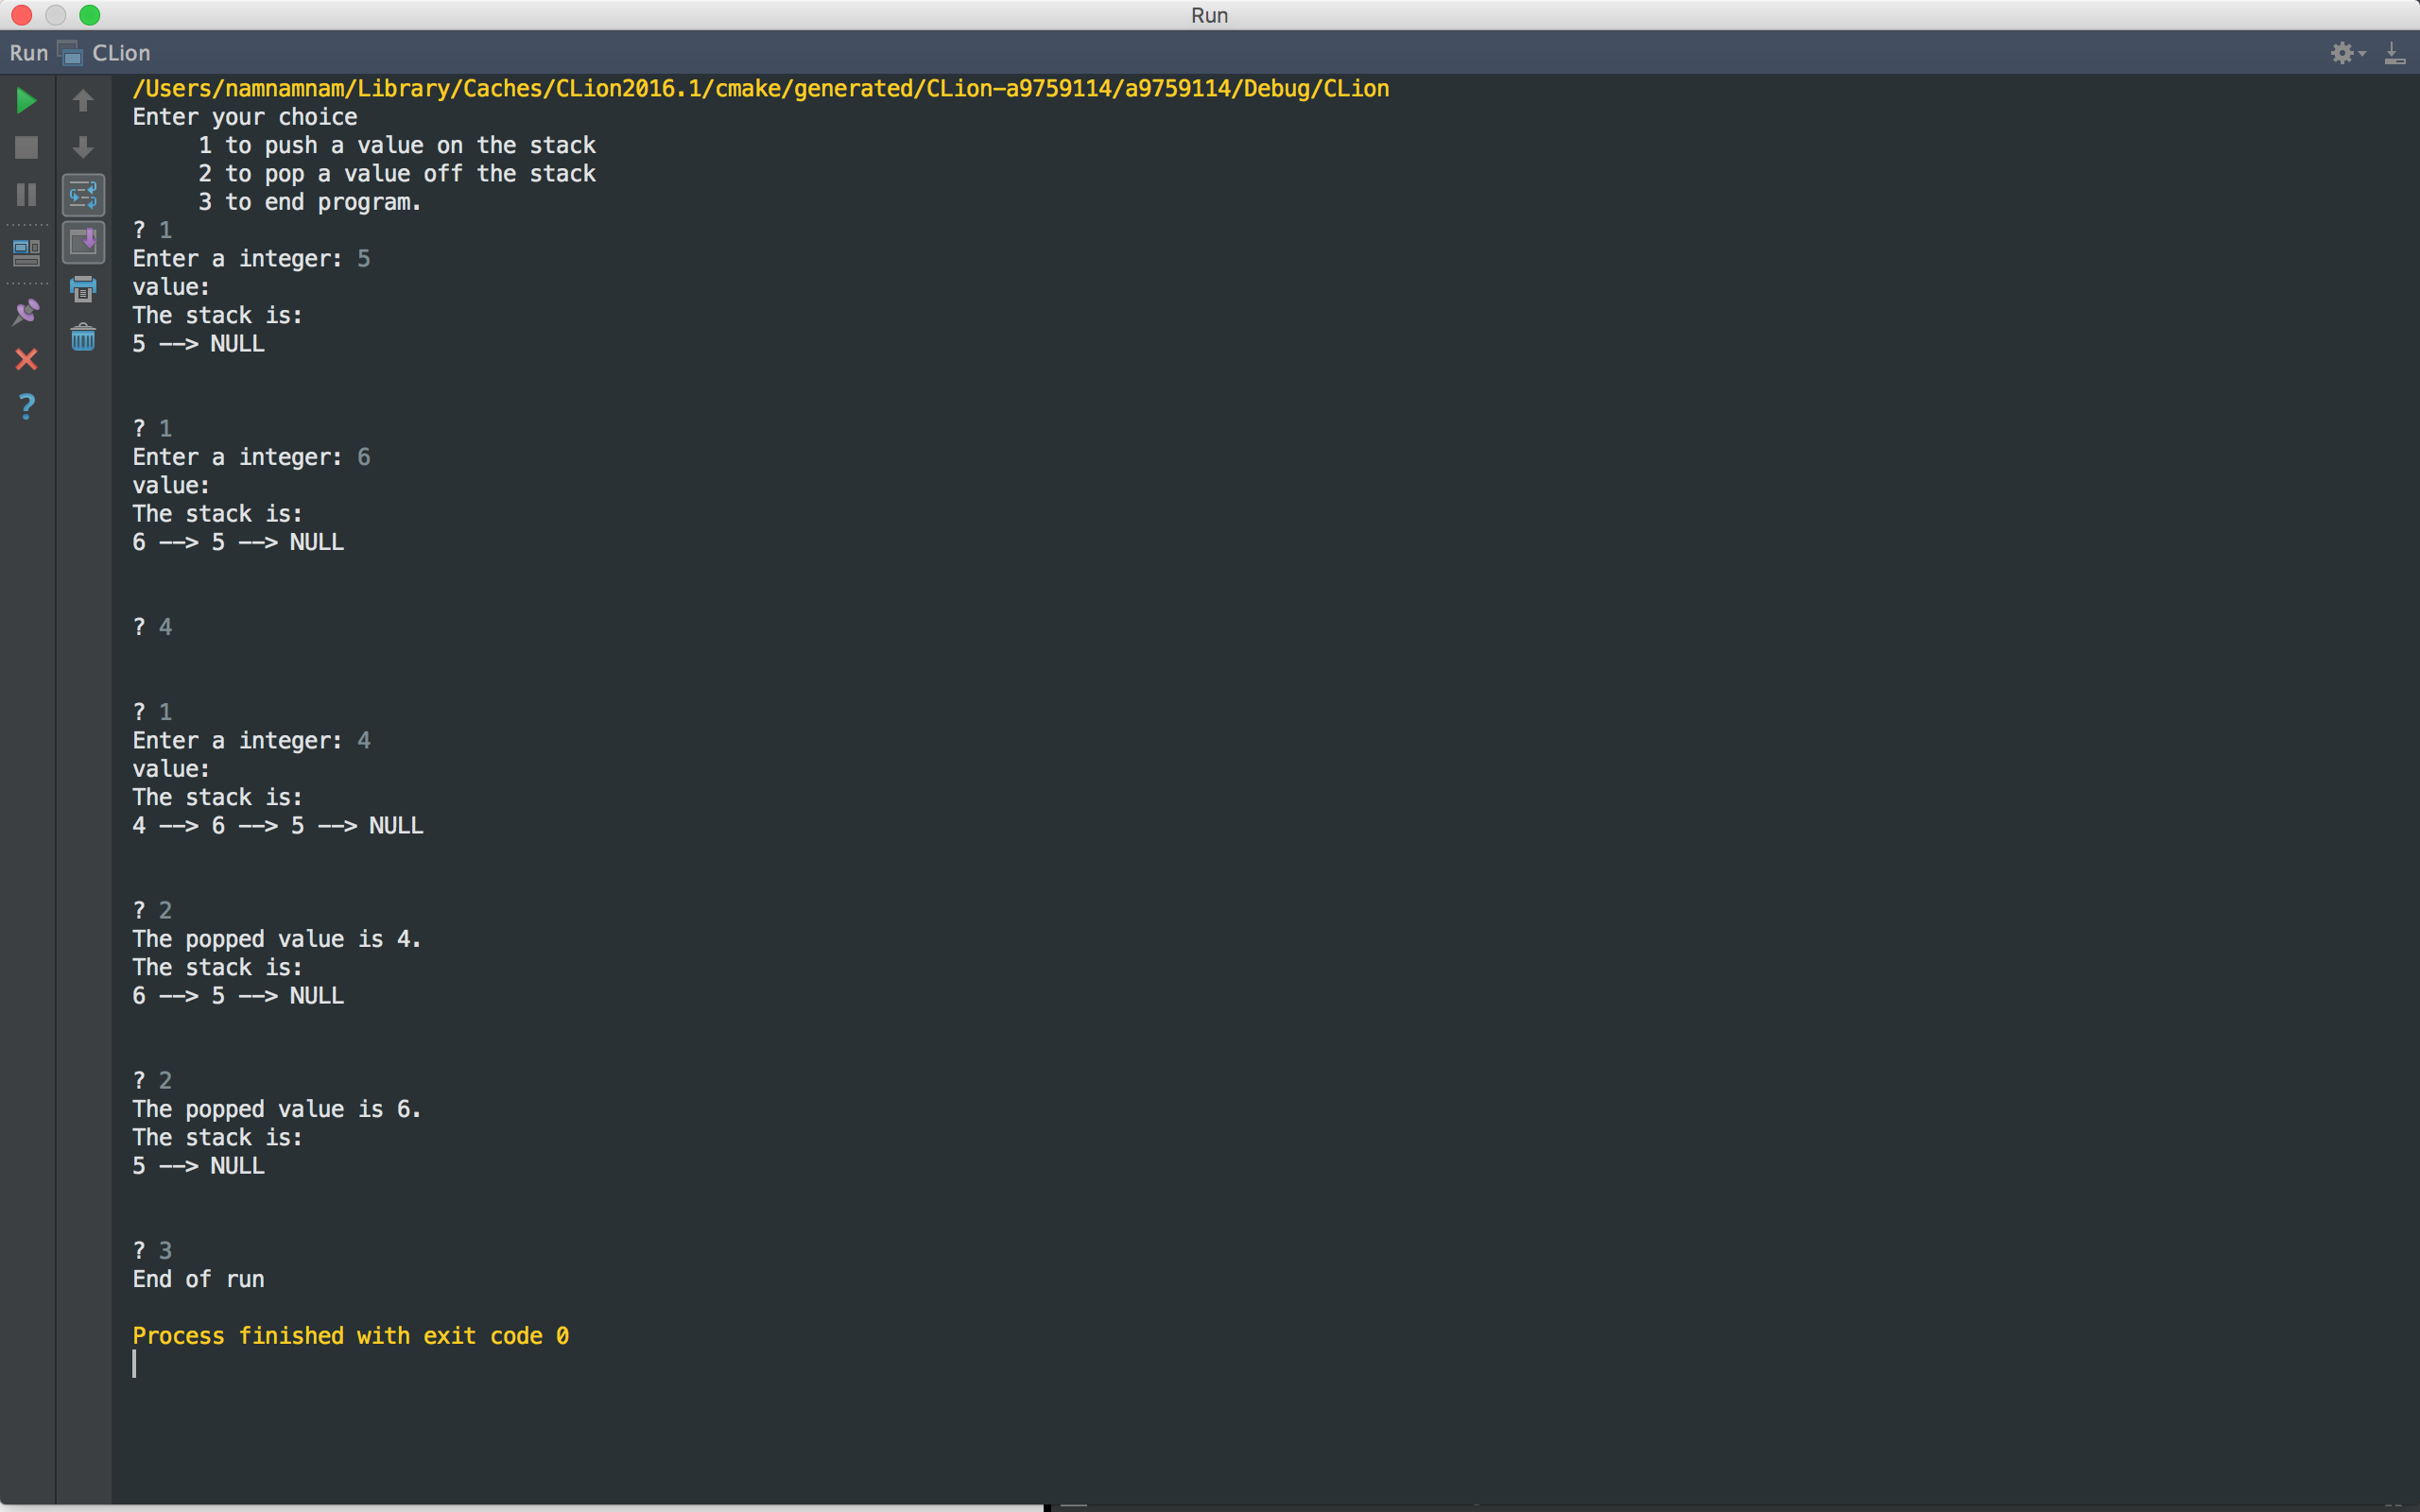 Run
Run CLion
/Users/namnamnam/Library/Caches/CLion2016.1/cmake/generated/CLion-a9759114/a9759114/Debug/CLion
Enter your choice
     1 to push a value on the stack
     2 to pop a value off the stack
     3 to end program.
? 1
Enter a integer: 5
value:
The stack is:
5 --> NULL
? 1
Enter a integer: 6
value:
The stack is:
6 --> 5 --> NULL
? 4
? 1
Enter a integer: 4
value:
The stack is:
4 --> 6 --> 5 --> NULL
? 2
The popped value is 4.
The stack is:
6 --> 5 --> NULL
? 2
The popped value is 6.
The stack is:
5 --> NULL
? 3
End of run
Process finished with exit code 0